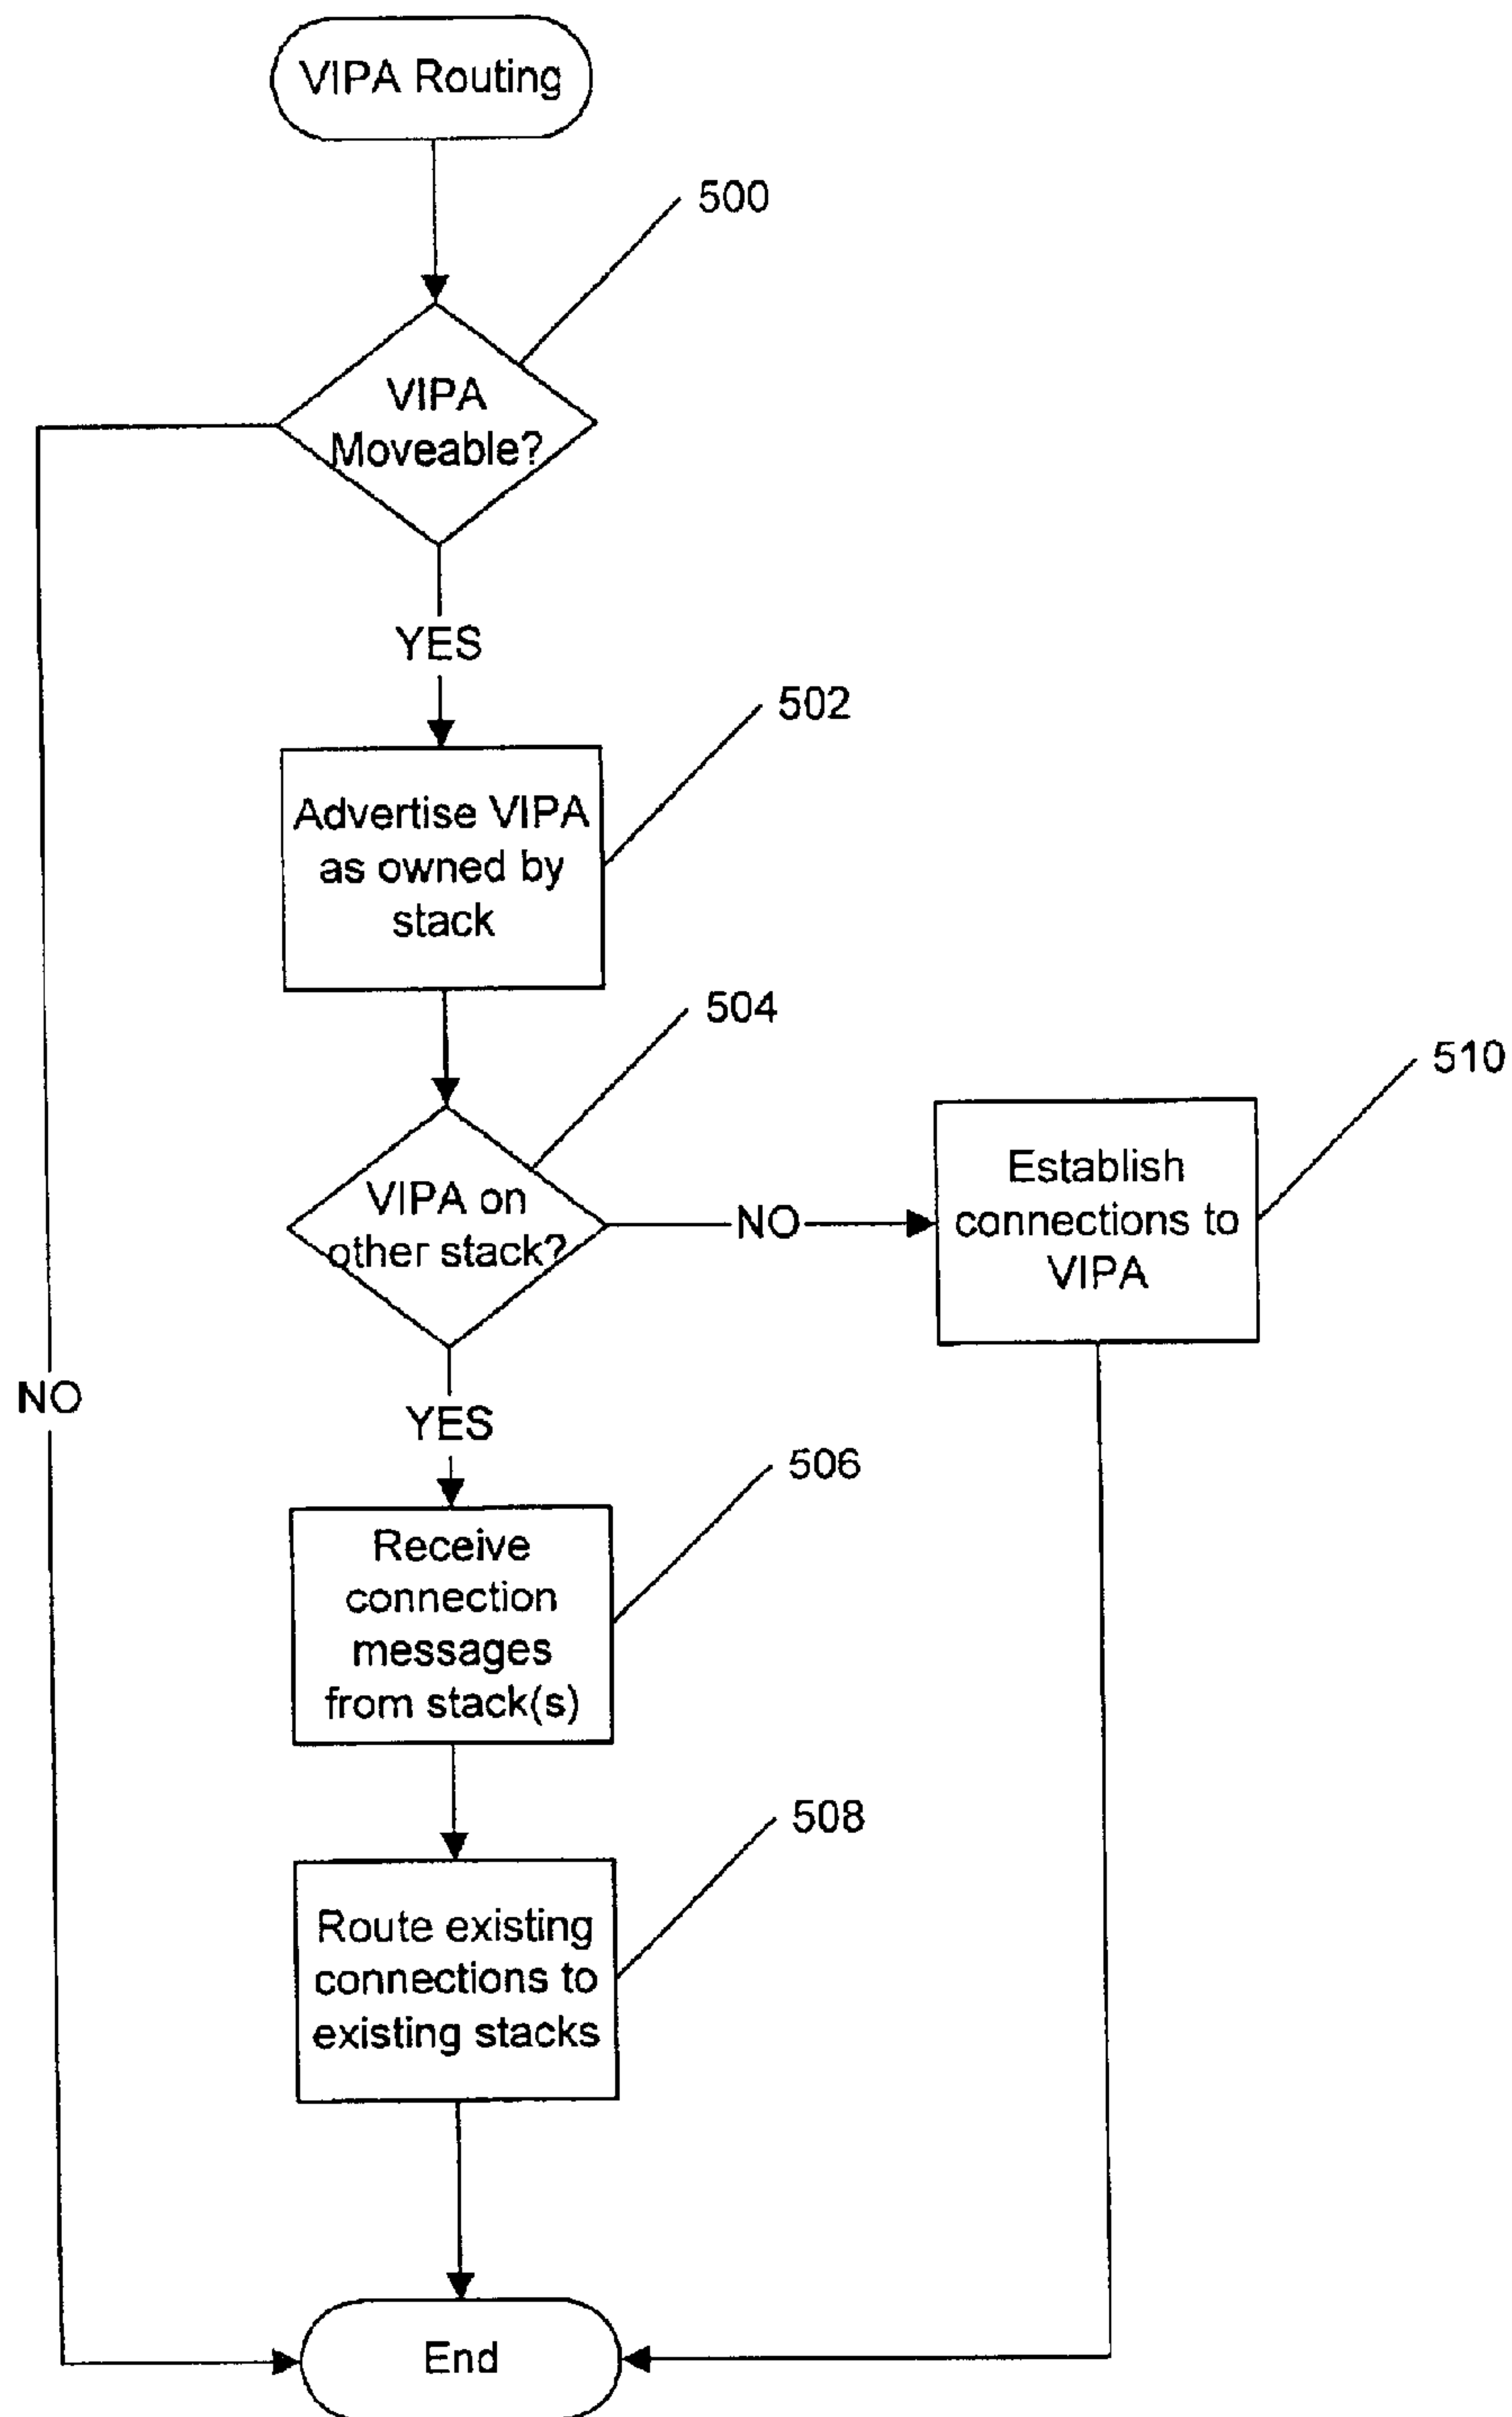 VIPA Routing
500
VIPA
Moveable?
YES
502
Advertise VIPA
as owned by
stack
504
VIPA on
other stack?
NO
510
Establish
connections to
VIPA
NO
YES
506
Receive
connection
messages
from stack(s)
508
Route existing
connections to
existing stacks
End